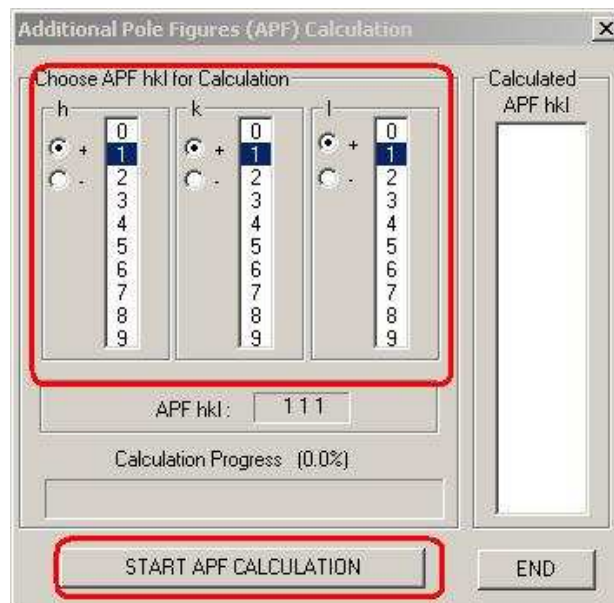 Additional Pole Figures (APF) Calculation
Choose APF hkl for Calculation
Calculated
APF hkl
h k l
+ 0 + 0 + 0
1 1 1
- 2 - 2 - 2
3 3 3
4 4 4
5 5 5
6 6 6
7 7 7
8 8 8
9 9 9
APF hkl : 1 1 1
Calculation Progress (0.0%)
START APF CALCULATION
END